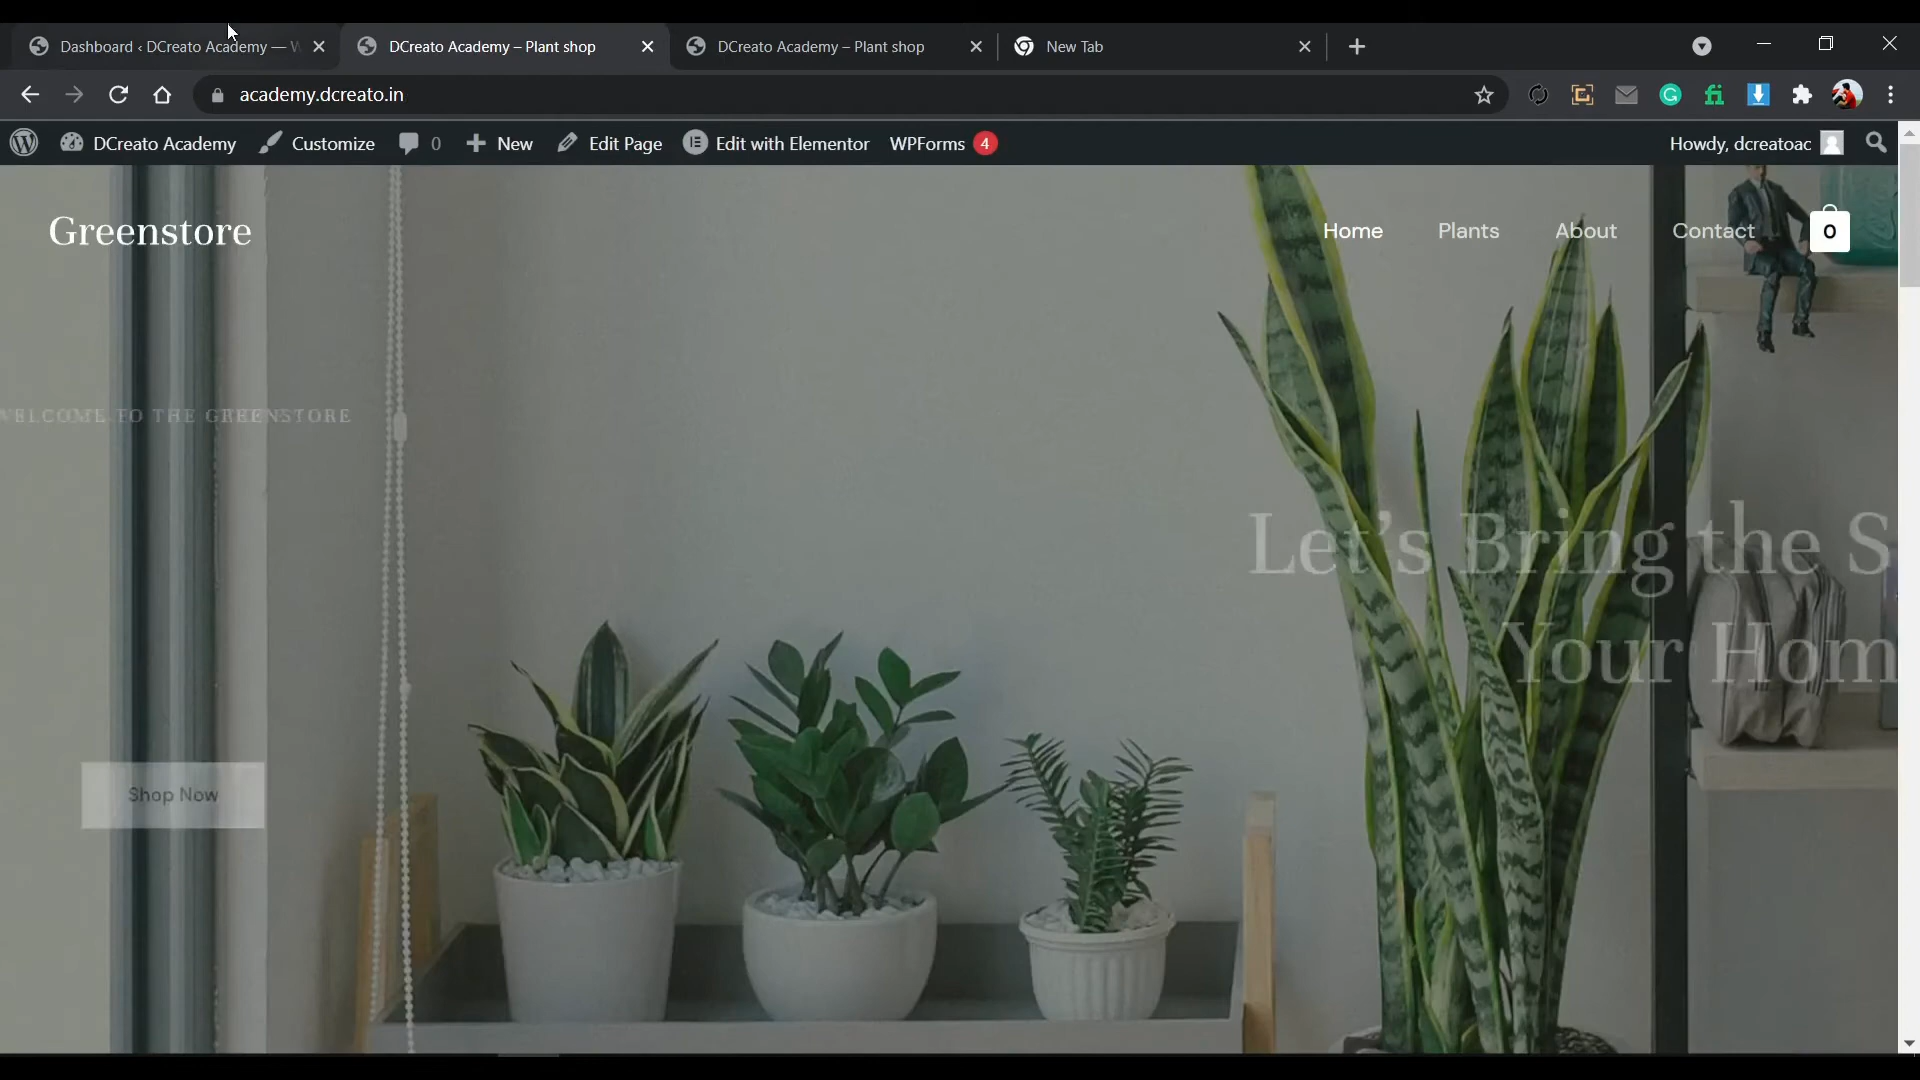 Dashboard ‹ DCreato Academy — W
DCreato Academy – Plant shop
DCreato Academy – Plant shop
New Tab
academy.dcreato.in
DCreato Academy
Customize
0
New
Edit Page
Edit with Elementor
WPForms 4
Howdy, dcreatoac
Greenstore
Home
Plants
About
Contact
0
WELCOME TO THE GREENSTORE
Let's Bring the S
Your Hom
Shop Now